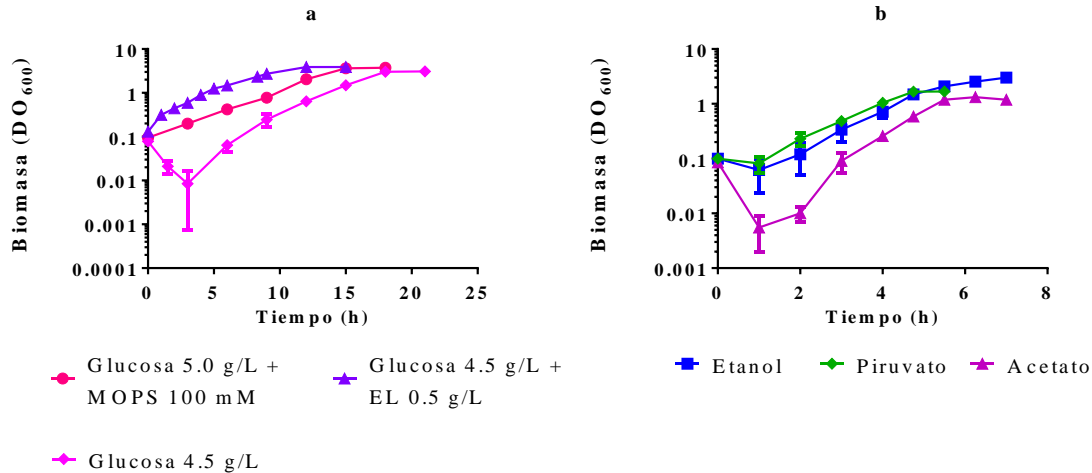 a
Biomasa (DO600)
10
1
0.1
0.01
0.001
0.0001
0 5 10 15 20 25
Tiempo (h)
Glucosa 5.0 g/L +
MOPS 100 mM
Glucosa 4.5 g/L +
EL 0.5 g/L
Glucosa 4.5 g/L
b
Biomasa (DO600)
10
1
0.1
0.01
0.001
0 2 4 6 8
Tiempo (h)
Etanol Piruvato Acetato